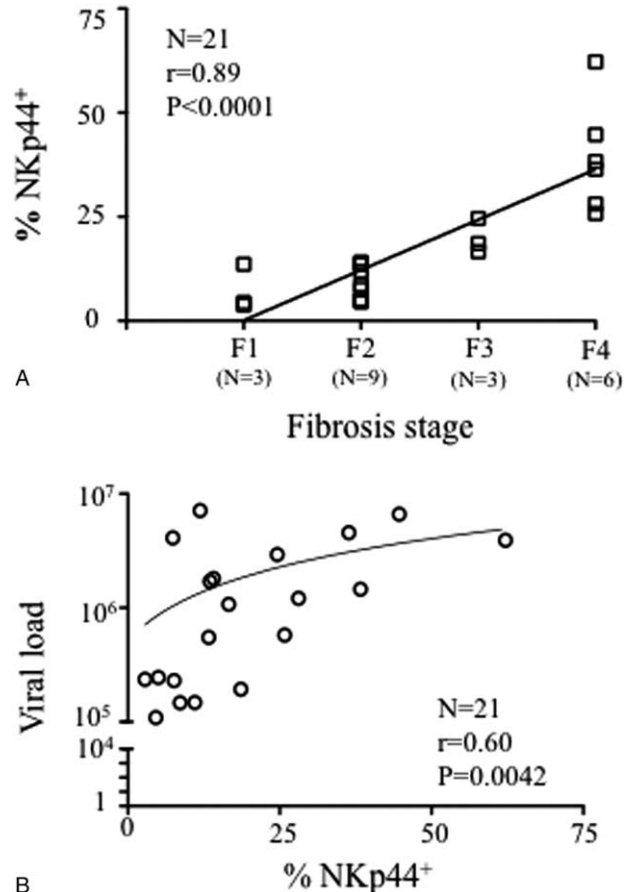 75
50
25
0
% NKp44⁺
N=21
r=0.89
P<0.0001
F1 F2 F3 F4
(N=3) (N=9) (N=3) (N=6)
A
Fibrosis stage
10⁷
10⁶
10⁵
10⁴
1
Viral load
N=21
r=0.60
P=0.0042
0 25 50 75
% NKp44⁺
B